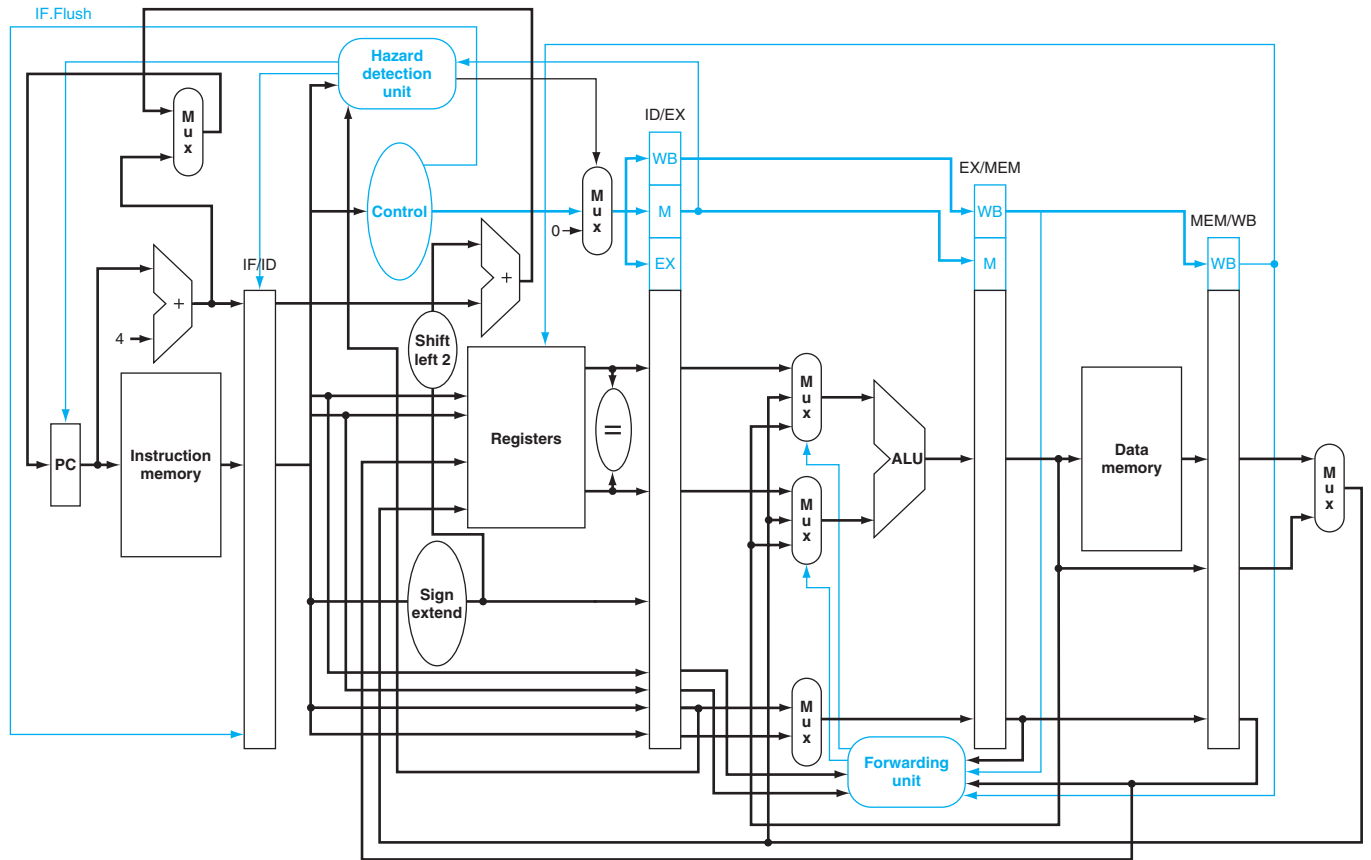 IF.Flush
Hazard
detection
unit
M
u
x
ID/EX
WB
M
EX
Control
M
u
x
0
EX/MEM
WB
M
MEM/WB
WB
IF/ID
+
4
+
Shift
left 2
PC
Instruction
memory
Registers
=
M
u
x
M
u
x
ALU
Data
memory
M
u
x
Sign
extend
M
u
x
Forwarding
unit